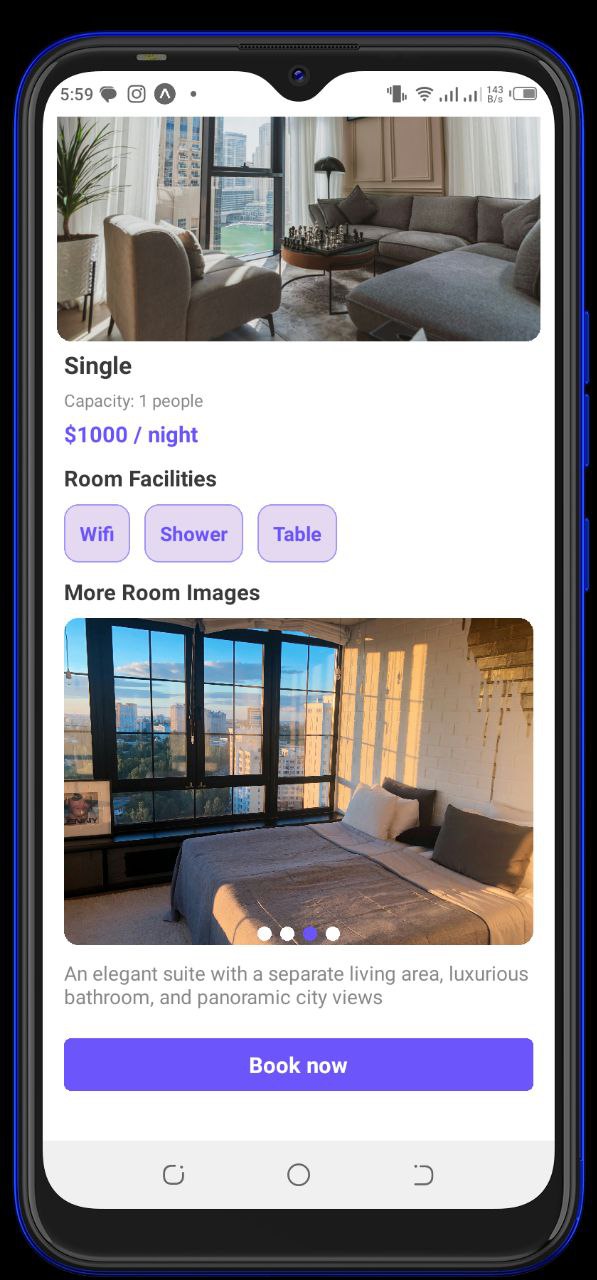 5:59
143
B/s
Single
Capacity: 1 people
$1000 / night
Room Facilities
Wifi Shower Table
More Room Images
An elegant suite with a separate living area, luxurious
bathroom, and panoramic city views
Book now